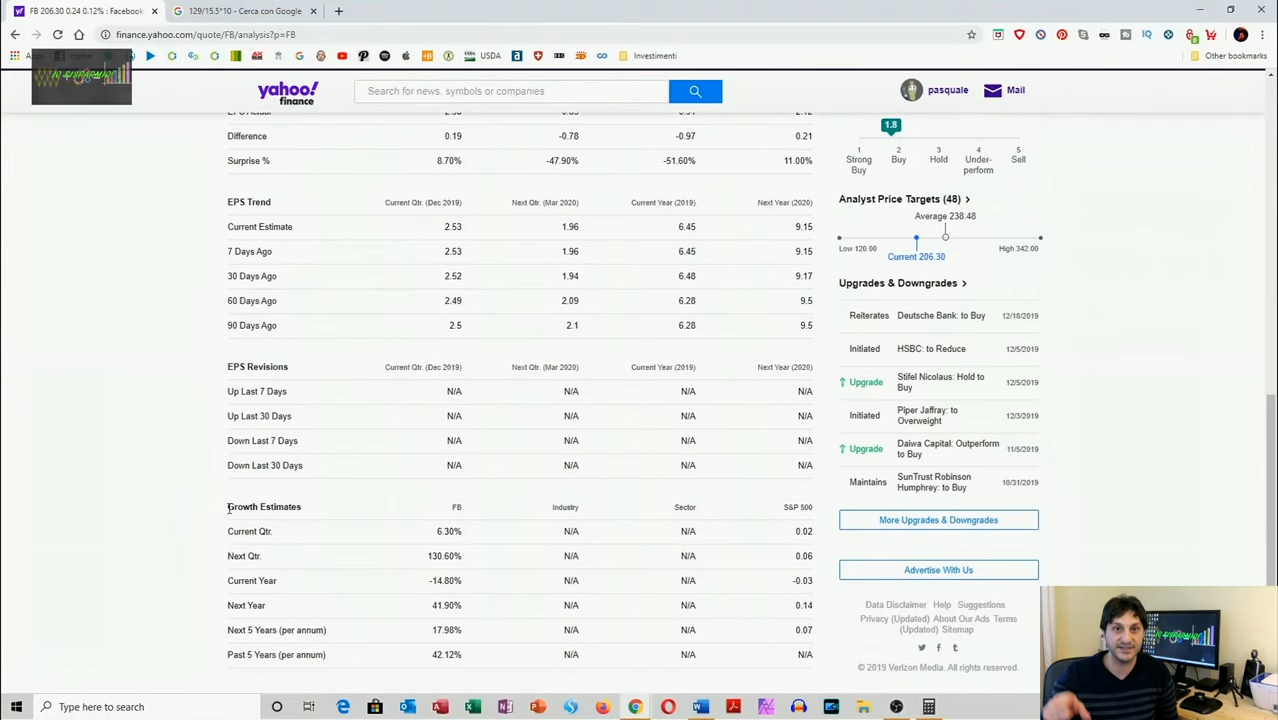 FB 206.30 0.24 0.12% : Facebook
129/15.5*10 - Cerca con Google
finance.yahoo.com/quote/FB/analysis?p=FB
USDA
Investimenti
Other bookmarks
yahoo!
finance
Search for news, symbols or companies
pasquale
Mail
Difference 0.19 -0.78 -0.97 0.21
Surprise % 8.70% -47.90% -51.60% 11.00%
EPS Trend Current Qtr. (Dec 2019) Next Qtr. (Mar 2020) Current Year (2019) Next Year (2020)
Current Estimate 2.53 1.96 6.45 9.15
7 Days Ago 2.53 1.96 6.45 9.15
30 Days Ago 2.52 1.94 6.48 9.17
60 Days Ago 2.49 2.09 6.28 9.5
90 Days Ago 2.5 2.1 6.28 9.5
EPS Revisions Current Qtr. (Dec 2019) Next Qtr. (Mar 2020) Current Year (2019) Next Year (2020)
Up Last 7 Days N/A N/A N/A N/A
Up Last 30 Days N/A N/A N/A N/A
Down Last 7 Days N/A N/A N/A N/A
Down Last 30 Days N/A N/A N/A N/A
Growth Estimates FB Industry Sector S&P 500
Current Qtr. 6.30% N/A N/A 0.02
Next Qtr. 130.60% N/A N/A 0.06
Current Year -14.80% N/A N/A -0.03
Next Year 41.90% N/A N/A 0.14
Next 5 Years (per annum) 17.98% N/A N/A 0.07
Past 5 Years (per annum) 42.12% N/A N/A N/A
1.8
1 2 3 4 5
Strong Buy Hold Under- Sell
Buy perform
Analyst Price Targets (48)
Average 238.48
Low 120.00 High 342.00
Current 206.30
Upgrades & Downgrades
Reiterates Deutsche Bank: to Buy 12/18/2019
Initiated HSBC: to Reduce 12/5/2019
Upgrade Stifel Nicolaus: Hold to 12/5/2019
Buy
Initiated Piper Jaffray: to 12/3/2019
Overweight
Upgrade Daiwa Capital: Outperform 11/5/2019
to Buy
Maintains SunTrust Robinson 10/31/2019
Humphrey: to Buy
More Upgrades & Downgrades
Advertise With Us
Data Disclaimer Help Suggestions
Privacy (Updated) About Our Ads Terms
(Updated) Sitemap
© 2019 Verizon Media. All rights reserved.
Type here to search